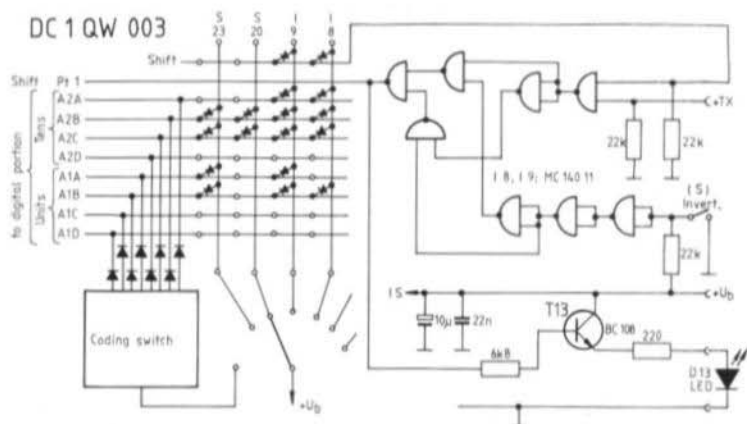 DC 1 QW 003
S 23
S 20
I 9
I 8
Shift
Shift Pt 1
A2A
A2B
A2C
A2D
A1A
A1B
A1C
A1D
to digital portion
Tens
Units
C+TX
22k
22k
I 8, I 9; MC 140 11
(S)
Invert.
22k
Coding switch
IS
+Ub
10µ
22n
T13
BC 108
220
6k8
D13
LED
+Ub